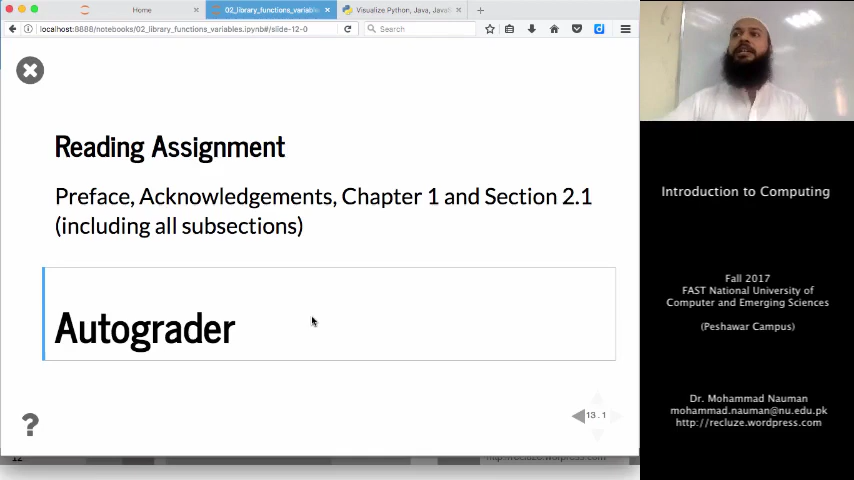 Home
02_library_functions_variables
Visualize Python, Java, JavaS
localhost:8888/notebooks/02_library_functions_variables.ipynb#/slide-12-0
Search
Reading Assignment
Preface, Acknowledgements, Chapter 1 and Section 2.1
(including all subsections)
Autograder
?
13.1
Introduction to Computing
Fall 2017
FAST National University of
Computer and Emerging Sciences
(Peshawar Campus)
Dr. Mohammad Nauman
mohammad.nauman@nu.edu.pk
http://recluze.wordpress.com